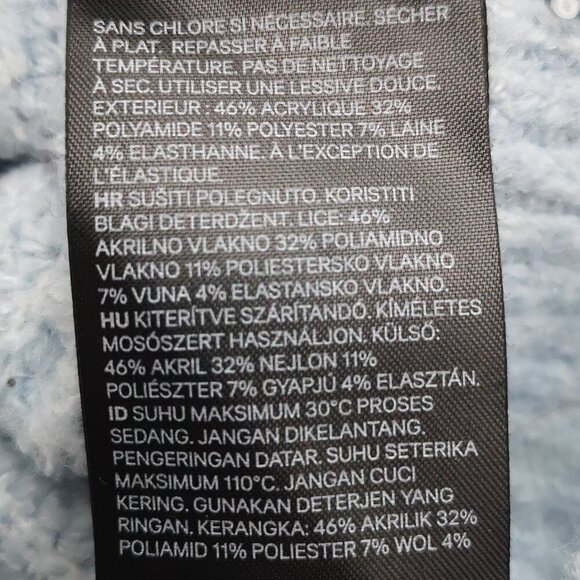 SANS CHLORE SI NÉCESSAIRE. SÉCHER
À PLAT. REPASSER À FAIBLE
TEMPÉRATURE. PAS DE NETTOYAGE
À SEC. UTILISER UNE LESSIVE DOUCE.
EXTERIEUR : 46% ACRYLIQUE 32%
POLYAMIDE 11% POLYESTER 7% LAINE
4% ELASTHANNE. À L'EXCEPTION DE
L'ÉLASTIQUE.
HR SUŠITI POLEGNUTO. KORISTITI
BLAGI DETERDŽENT. LICE: 46%
AKRILNO VLAKNO 32% POLIAMIDNO
VLAKNO 11% POLIESTERSKO VLAKNO
7% VUNA 4% ELASTANSKO VLAKNO.
HU KITERÍTVE SZÁRÍTANDÓ. KÍMÉLETES
MOSÓSZERT HASZNÁLJON. KÜLSŐ:
46% AKRIL 32% NEJLON 11%
POLIÉSZTER 7% GYAPJÚ 4% ELASZTÁN.
ID SUHU MAKSIMUM 30°C PROSES
SEDANG. JANGAN DIKELANTANG.
PENGERINGAN DATAR. SUHU SETERIKA
MAKSIMUM 110°C. JANGAN CUCI
KERING. GUNAKAN DETERJEN YANG
RINGAN. KERANGKA: 46% AKRILIK 32%
POLIAMID 11% POLIESTER 7% WOL 4%